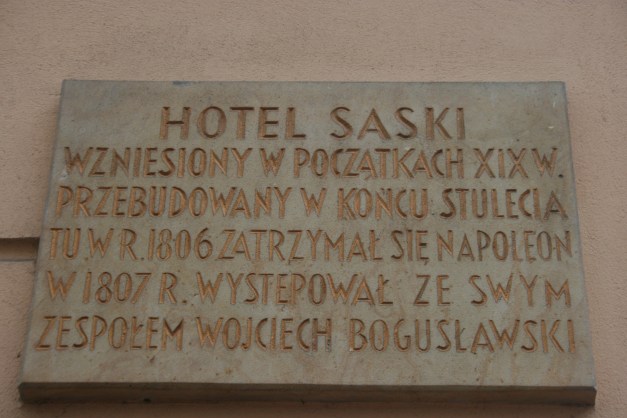 HOTEL SASKI
WZNIESIONY W POCZĄTKACH XIX W.
PRZEBUDOWANY W KOŃCU STULECIA
TU W R. 1806 ZATRZYMAŁ SIĘ NAPOLEON
W 1807 R. WYSTĘPOWAŁ ZE SWYM
ZESPOŁEM WOJCIECH BOGUSŁAWSKI